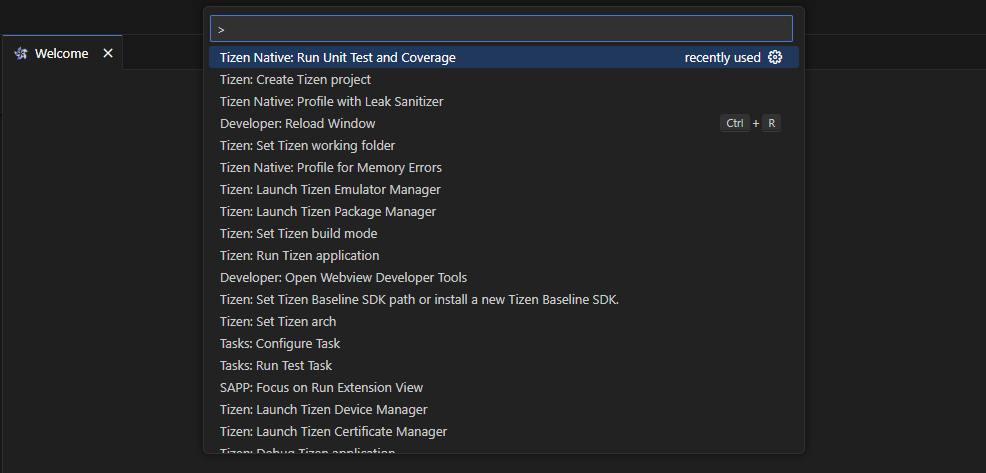 Welcome
>
Tizen Native: Run Unit Test and Coverage recently used
Tizen: Create Tizen project
Tizen Native: Profile with Leak Sanitizer
Developer: Reload Window Ctrl + R
Tizen: Set Tizen working folder
Tizen Native: Profile for Memory Errors
Tizen: Launch Tizen Emulator Manager
Tizen: Launch Tizen Package Manager
Tizen: Set Tizen build mode
Tizen: Run Tizen application
Developer: Open Webview Developer Tools
Tizen: Set Tizen Baseline SDK path or install a new Tizen Baseline SDK.
Tizen: Set Tizen arch
Tasks: Configure Task
Tasks: Run Test Task
SAPP: Focus on Run Extension View
Tizen: Launch Tizen Device Manager
Tizen: Launch Tizen Certificate Manager
Tizen: Debug Tizen application